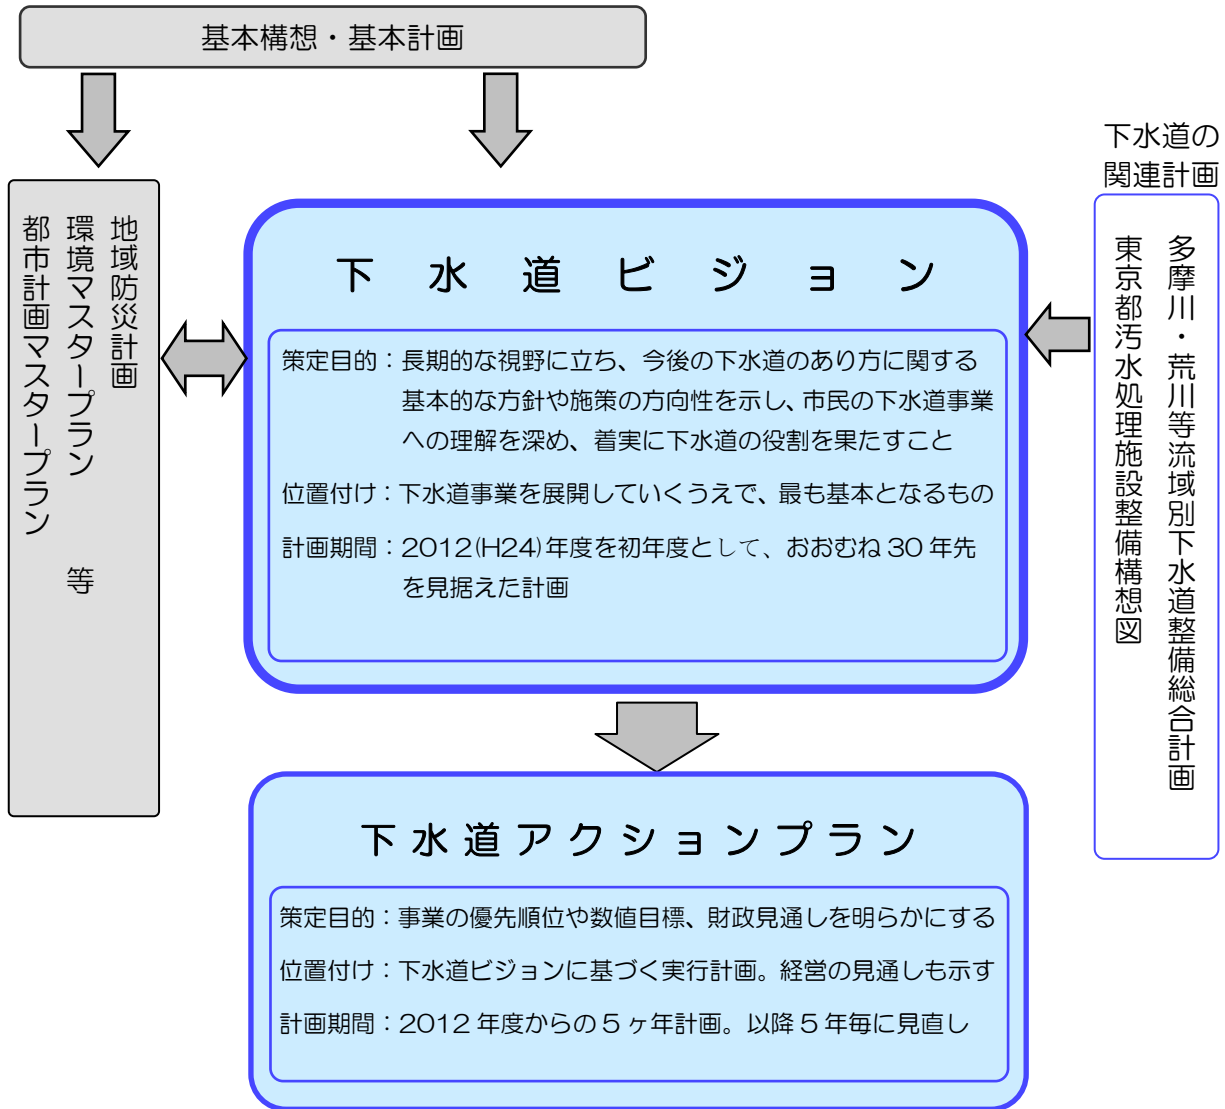 基本構想・基本計画
下水道の
関連計画
地域防災計画
環境マスタープラン 等
都市計画マスタープラン
下水道ビジョン
策定目的：長期的な視野に立ち、今後の下水道のあり方に関する
基本的な方針や施策の方向性を示し、市民の下水道事業
への理解を深め、着実に下水道の役割を果たすこと
位置付け：下水道事業を展開していくうえで、最も基本となるもの
計画期間：2012(H24)年度を初年度として、おおむね30年先
を見据えた計画
多摩川・荒川等流域別下水道整備総合計画
東京都汚水処理施設整備構想図
下水道アクションプラン
策定目的：事業の優先順位や数値目標、財政見通しを明らかにする
位置付け：下水道ビジョンに基づく実行計画。経営の見通しも示す
計画期間：2012年度からの5ヶ年計画。以降5年毎に見直し